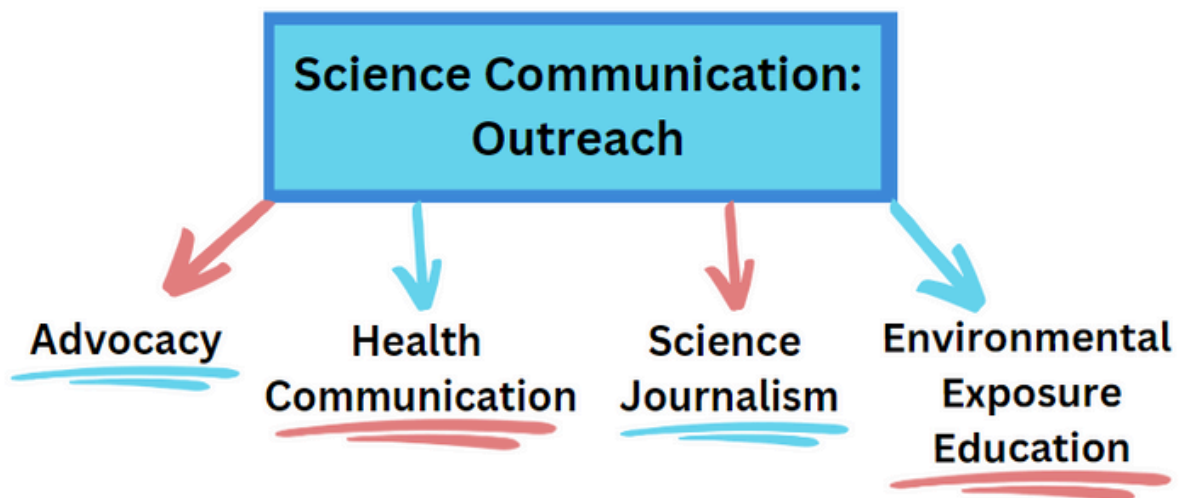 Science Communication:
Outreach
Advocacy
Health
Communication
Science
Journalism
Environmental
Exposure
Education